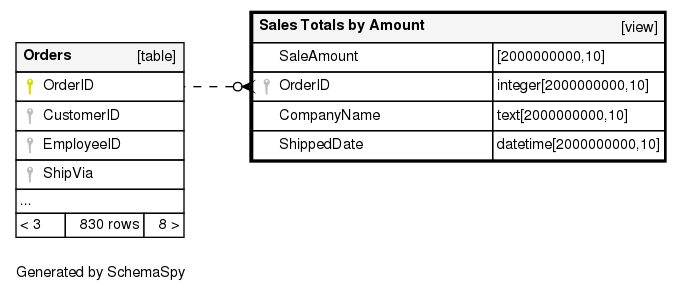 Sales Totals by Amount [view]
SaleAmount [2000000000,10]
OrderID integer[2000000000,10]
CompanyName text[2000000000,10]
ShippedDate datetime[2000000000,10]
Orders [table]
OrderID
CustomerID
EmployeeID
ShipVia
...
< 3 830 rows 8 >
Generated by SchemaSpy